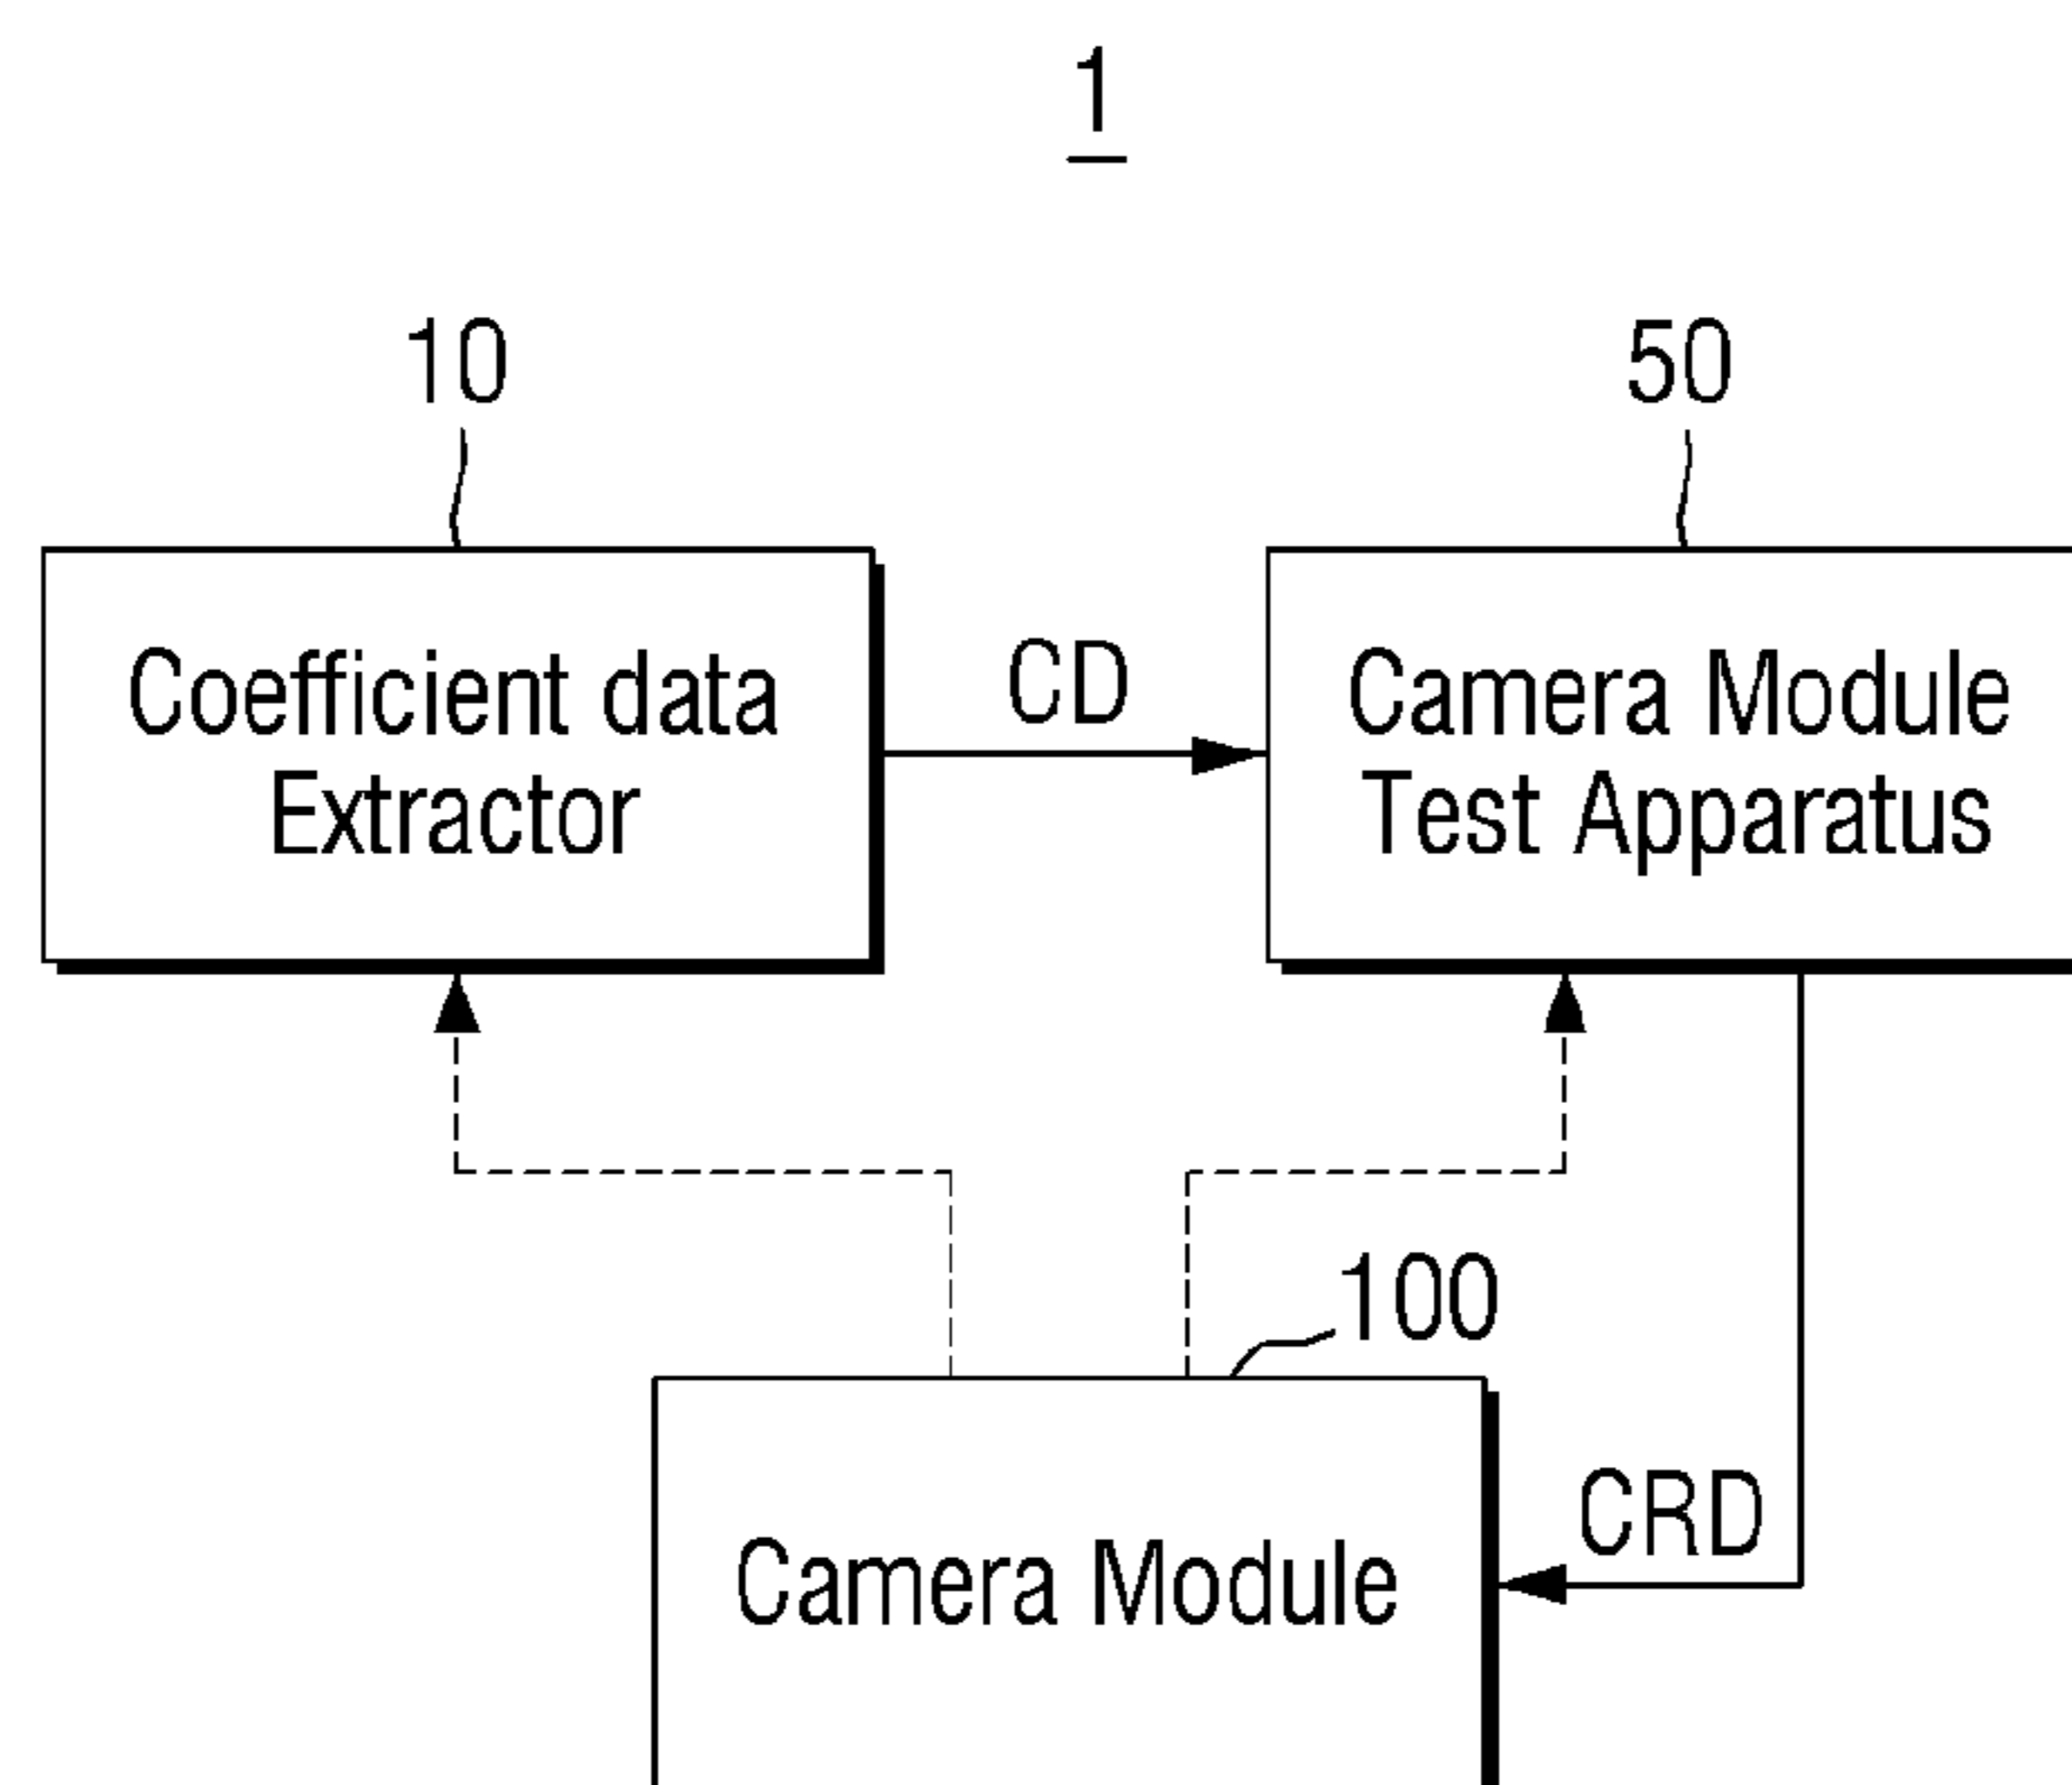 1
10
50
Coefficient data
Extractor
CD
Camera Module
Test Apparatus
100
CRD
Camera Module